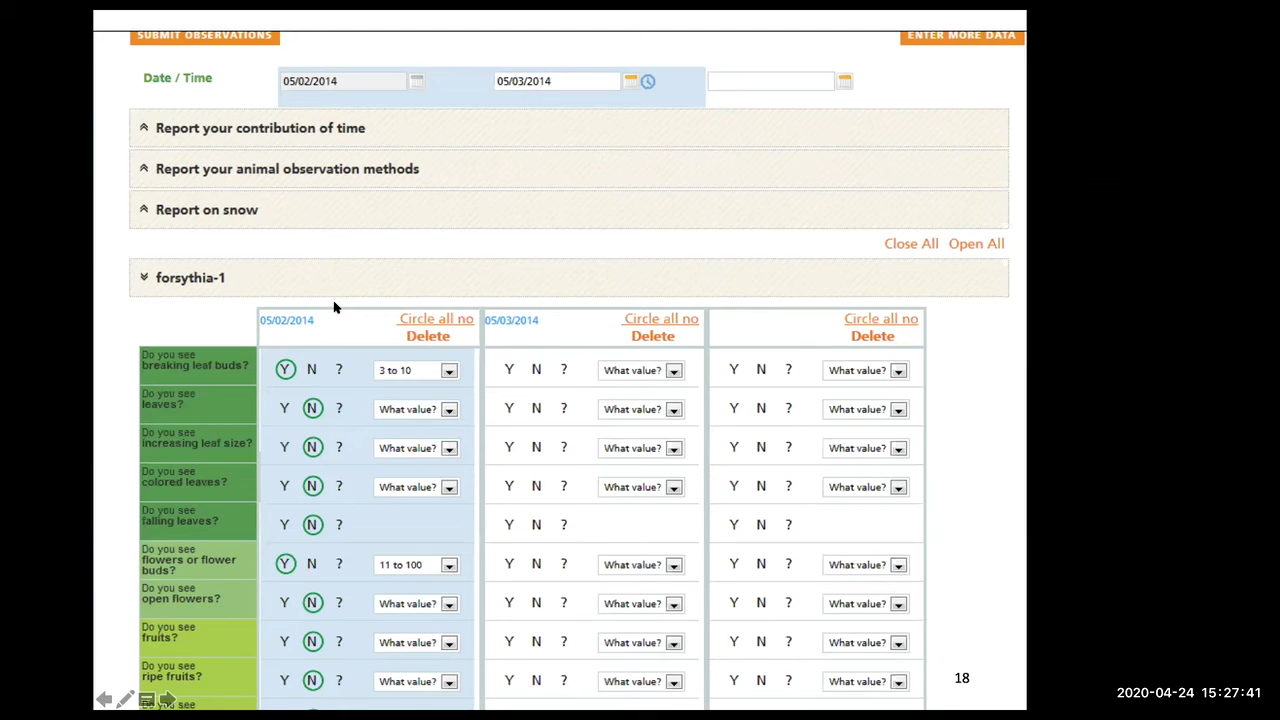 SUBMIT OBSERVATIONS
ENTER MORE DATA
Date / Time
05/02/2014
05/03/2014
Report your contribution of time
Report your animal observation methods
Report on snow
Close All Open All
forsythia-1
05/02/2014 Circle all no 05/03/2014 Circle all no Circle all no
Delete Delete Delete
Do you see
breaking leaf buds?
Y N ? 3 to 10 Y N ? What value? Y N ? What value?
Do you see
leaves?
Y N ? What value? Y N ? What value? Y N ? What value?
Do you see
increasing leaf size?
Y N ? What value? Y N ? What value? Y N ? What value?
Do you see
colored leaves?
Y N ? What value? Y N ? What value? Y N ? What value?
Do you see
falling leaves?
Y N ? Y N ? Y N ?
Do you see
flowers or flower
buds?
Y N ? 11 to 100 Y N ? What value? Y N ? What value?
Do you see
open flowers?
Y N ? What value? Y N ? What value? Y N ? What value?
Do you see
fruits?
Y N ? What value? Y N ? What value? Y N ? What value?
Do you see
ripe fruits?
Y N ? What value? Y N ? What value? Y N ? What value?
18
2020-04-24 15:27:41